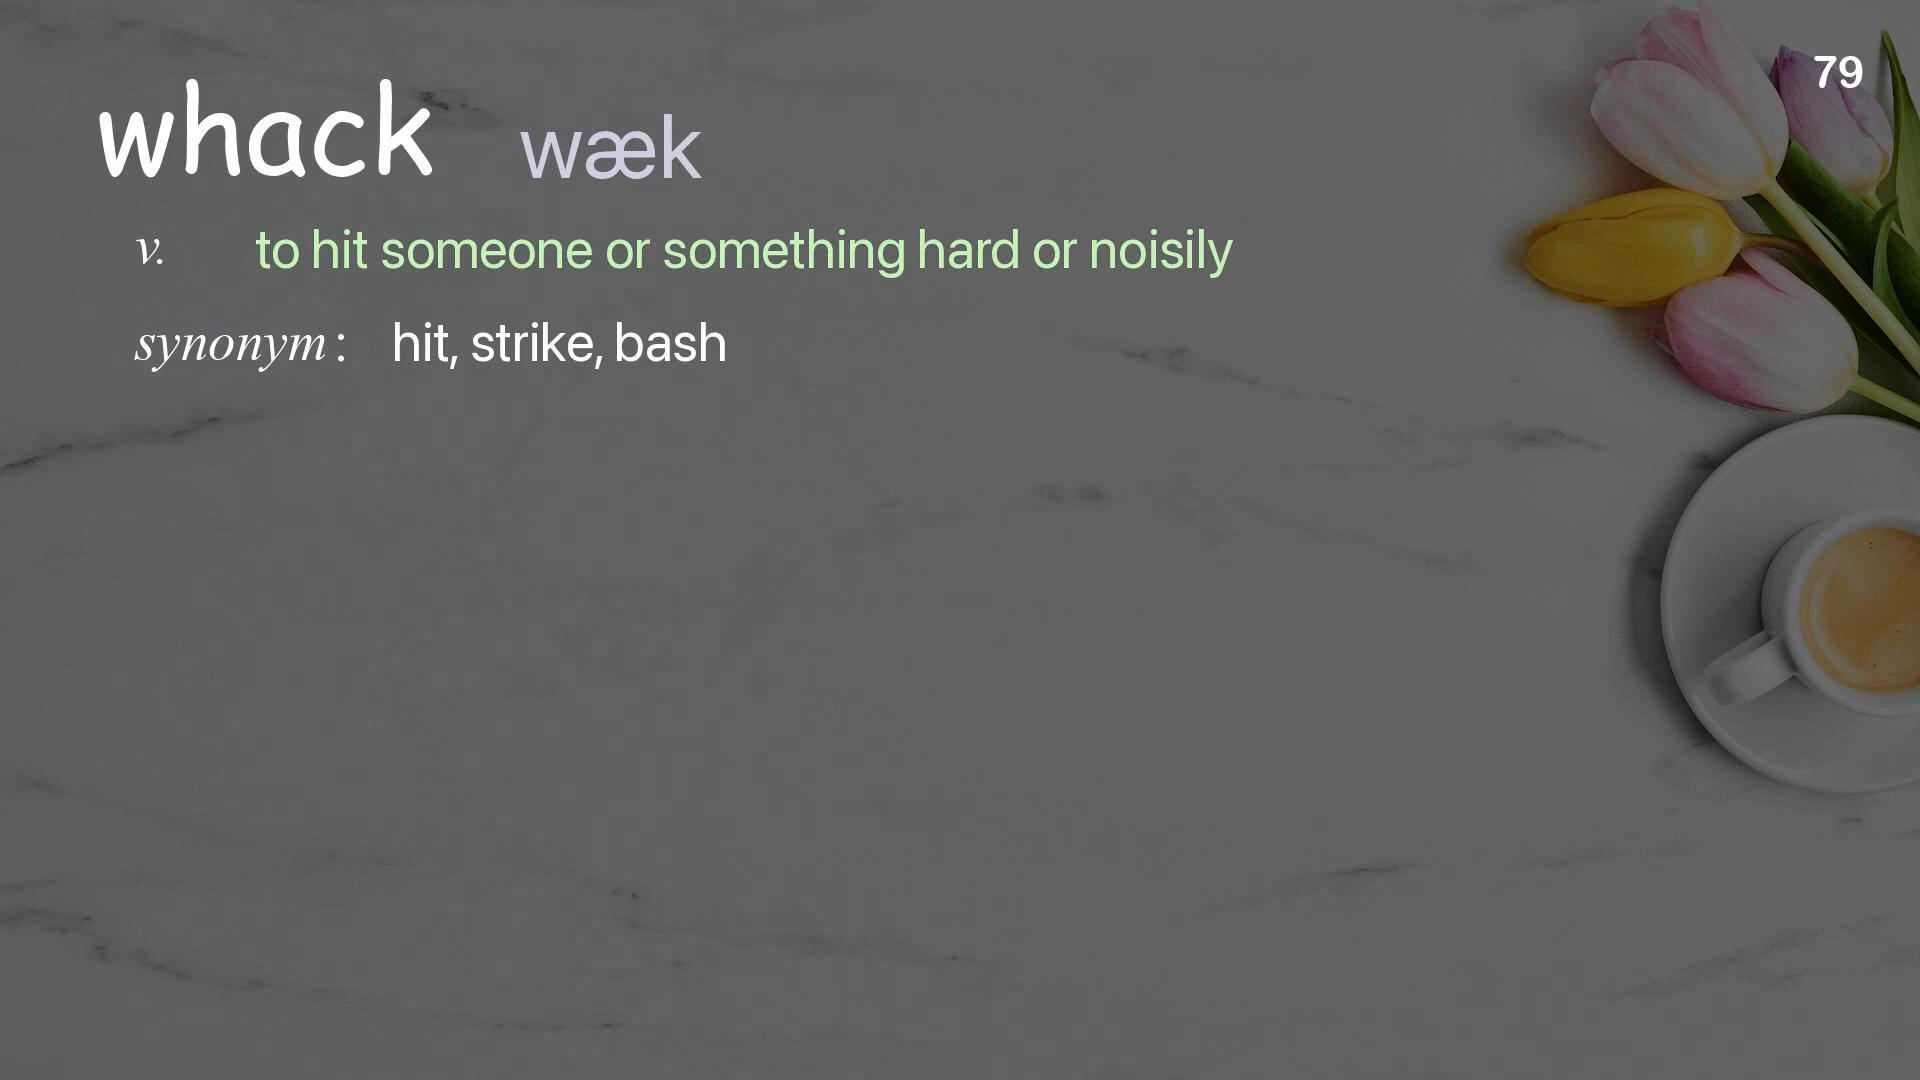 79
whack wæk
v. to hit someone or something hard or noisily
synonym : hit, strike, bash